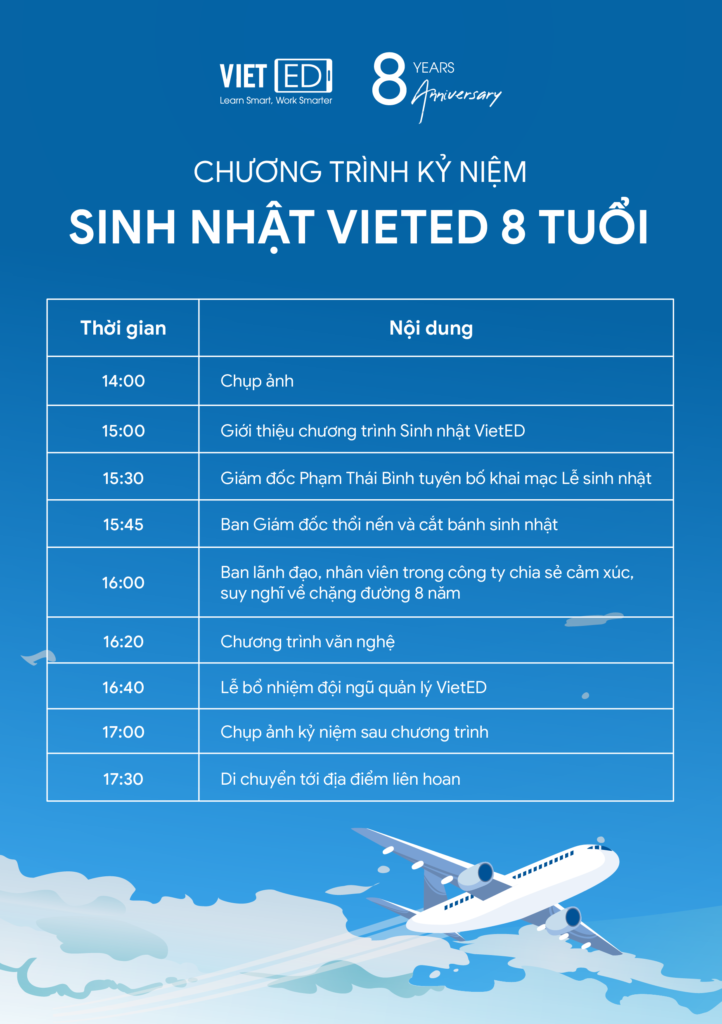 VIET ED
Learn Smart, Work Smarter
8 YEARS
Anniversary
CHƯƠNG TRÌNH KỶ NIỆM
SINH NHẬT VIETED 8 TUỔI
Thời gian Nội dung
14:00 Chụp ảnh
15:00 Giới thiệu chương trình Sinh nhật VietED
15:30 Giám đốc Phạm Thái Bình tuyên bố khai mạc Lễ sinh nhật
15:45 Ban Giám đốc thổi nến và cắt bánh sinh nhật
16:00 Ban lãnh đạo, nhân viên trong công ty chia sẻ cảm xúc,
suy nghĩ về chặng đường 8 năm
16:20 Chương trình văn nghệ
16:40 Lễ bổ nhiệm đội ngũ quản lý VietED
17:00 Chụp ảnh kỷ niệm sau chương trình
17:30 Di chuyển tới địa điểm liên hoan